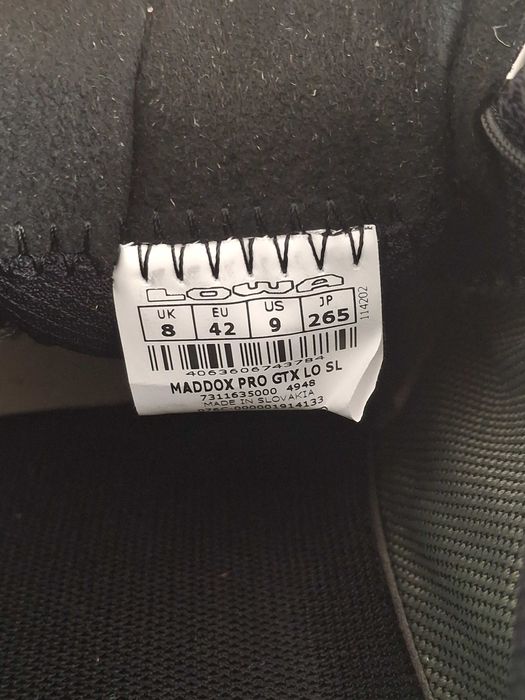 LOWA
UK EU US JP
8 42 9 265
114202
4063606743784
MADDOX PRO GTX LO SL
7311635000 4948
MADE IN SLOVAKIA